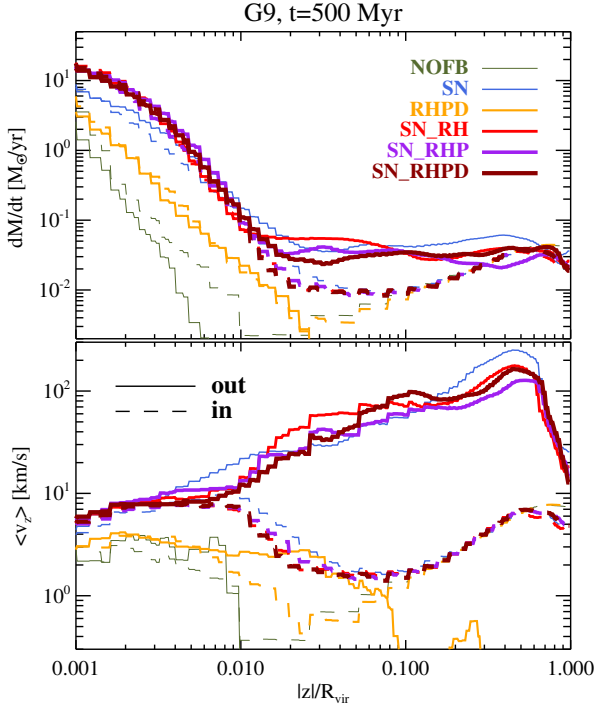 G9, t=500 Myr
dM/dt [M⊙/yr]
10¹
10⁰
10⁻¹
10⁻²
NOFB
SN
RHPD
SN_RH
SN_RHP
SN_RHPD
<v_z> [km/s]
10²
10¹
10⁰
out
in
0.001
0.010
0.100
1.000
|z|/R_vir